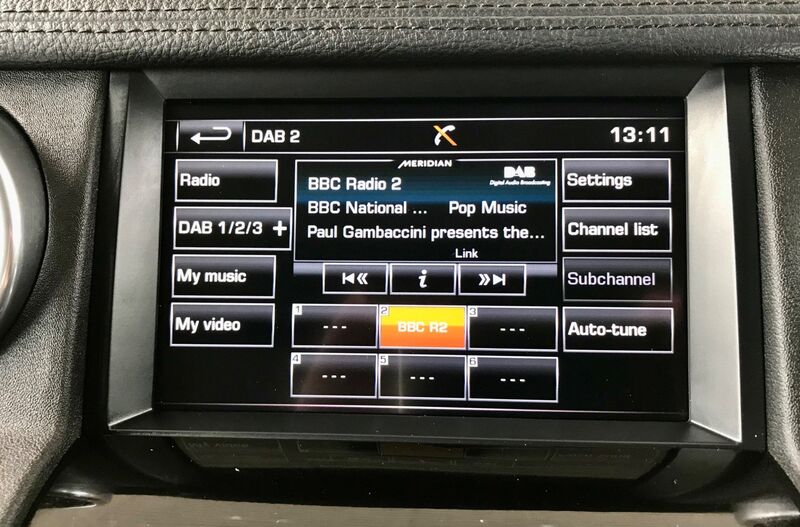 DAB 2
13:11
Radio
DAB 1/2/3 +
My music
My video
MERIDIAN
DAB
Digital Audio Broadcasting
BBC Radio 2
BBC National ... Pop Music
Paul Gambaccini presents the...
Link
i
Settings
Channel list
Subchannel
Auto-tune
1 ---
2 BBC R2
3 ---
4 ---
5 ---
6 ---